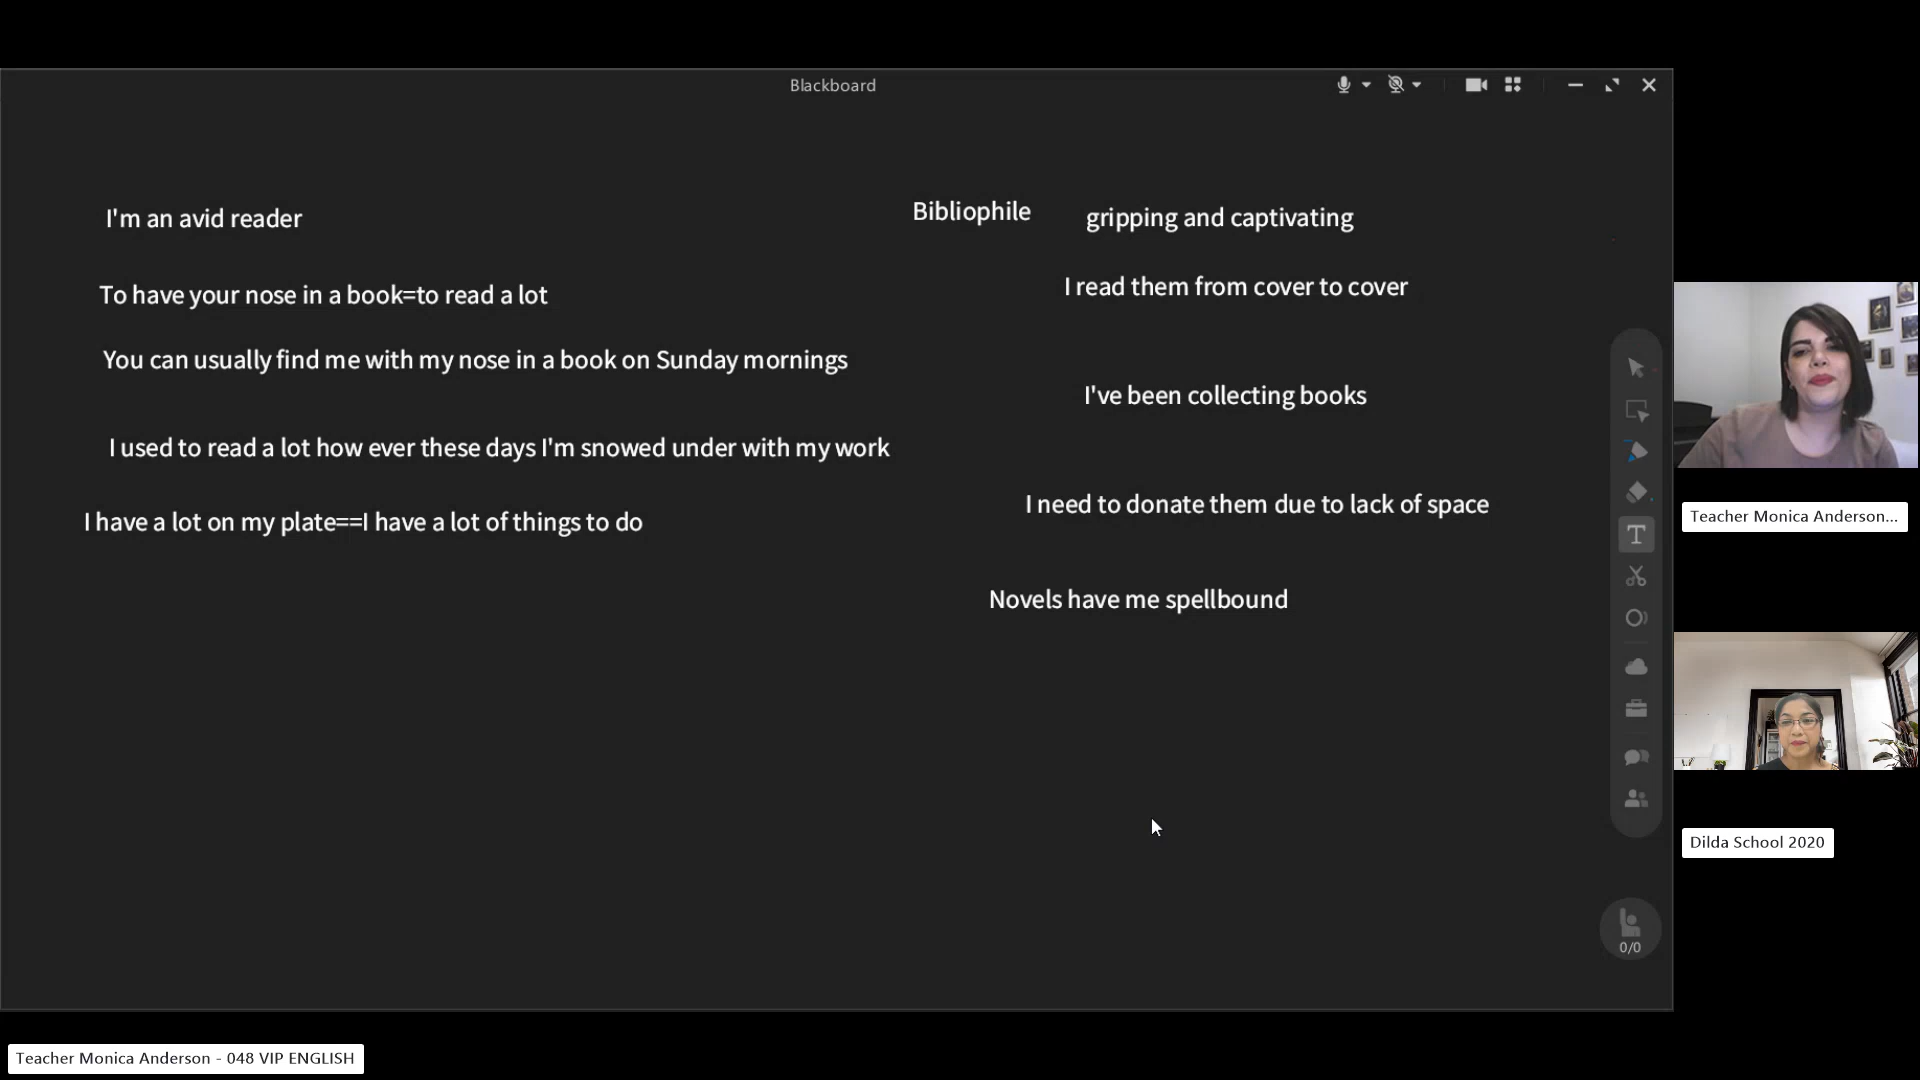 Blackboard
I'm an avid reader
Bibliophile
gripping and captivating
To have your nose in a book=to read a lot
I read them from cover to cover
You can usually find me with my nose in a book on Sunday mornings
I've been collecting books
I used to read a lot how ever these days I'm snowed under with my work
I have a lot on my plate==I have a lot of things to do
I need to donate them due to lack of space
Novels have me spellbound
T
0/0
Teacher Monica Anderson...
Dilda School 2020
Teacher Monica Anderson - 048 VIP ENGLISH